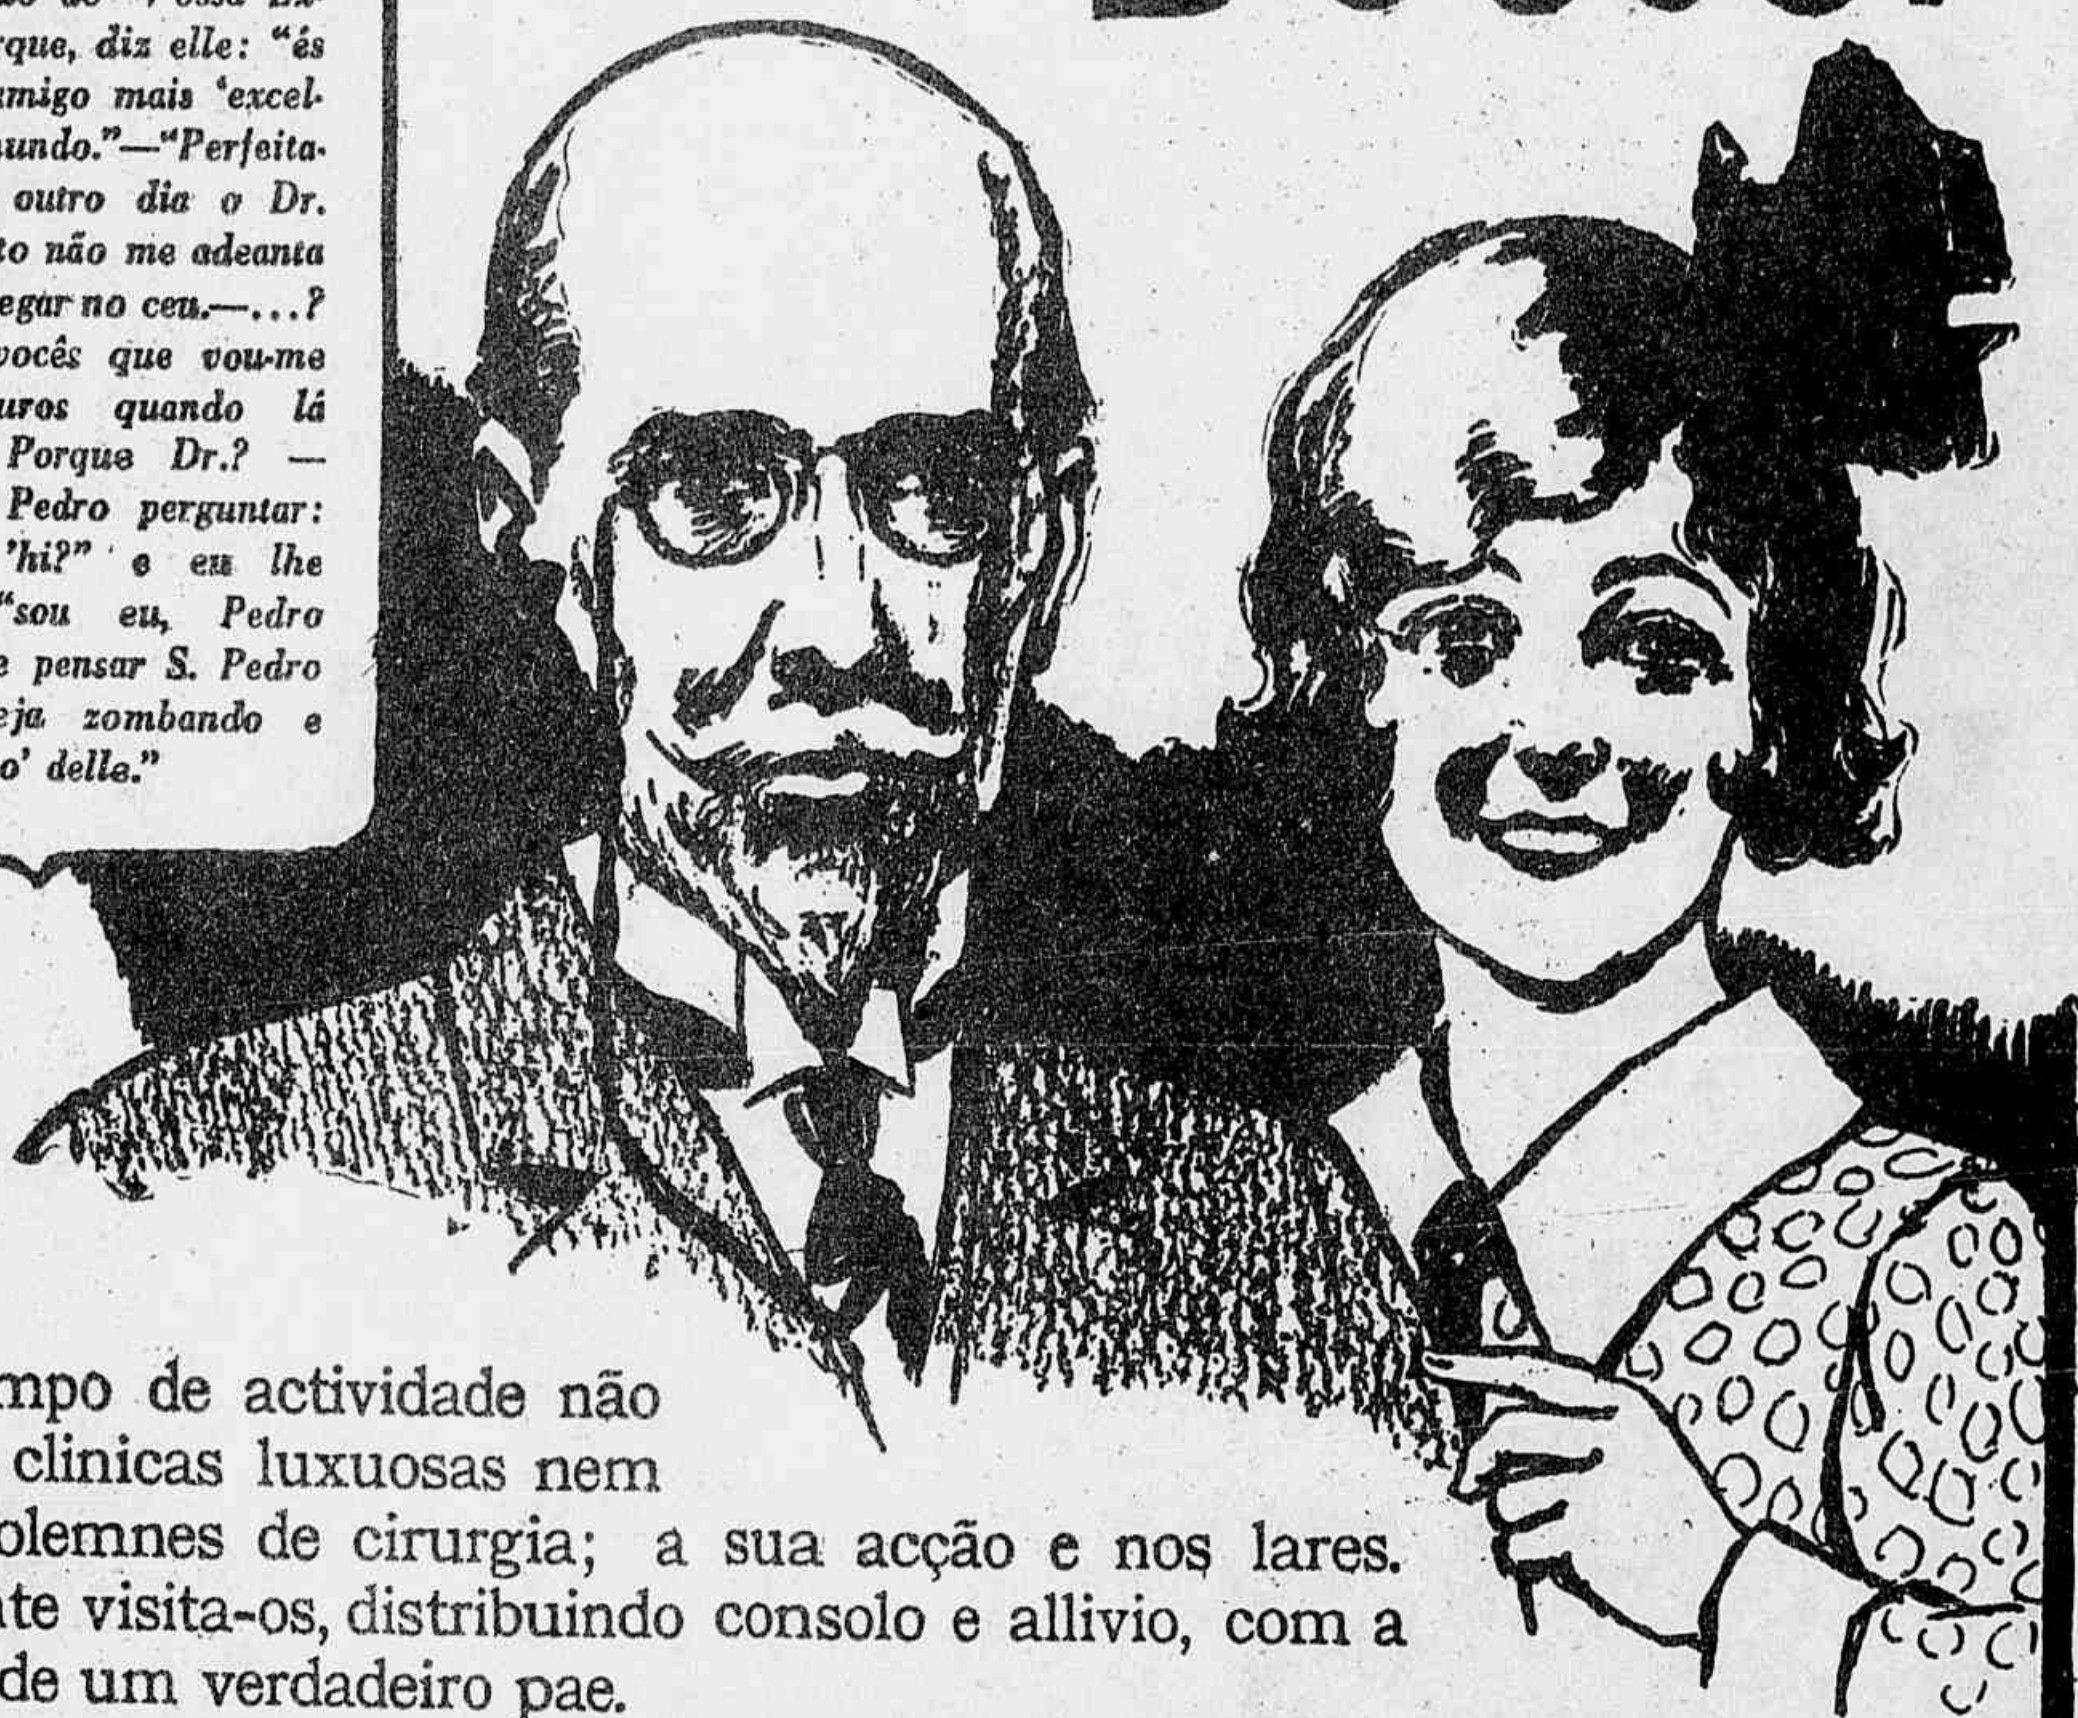 rque, diz elle: “és
amigo mais ‘excel-
mundo.”—“Perfeita-
outro dia o Dr.
to não me adeanta
egar no ceu.—...?
vocês que vou-me
uros quando lá
Porque Dr.? —
Pedro perguntar:
’hi?” e eu lhe
“sou eu, Pedro
e pensar S. Pedro
eja zombando e
o’ delle.”
mpo de actividade não
clinicas luxuosas nem
olemnes de cirurgia; a sua acção e nos lares.
nte visita-os, distribuindo consolo e allivio, com a
de um verdadeiro pae.